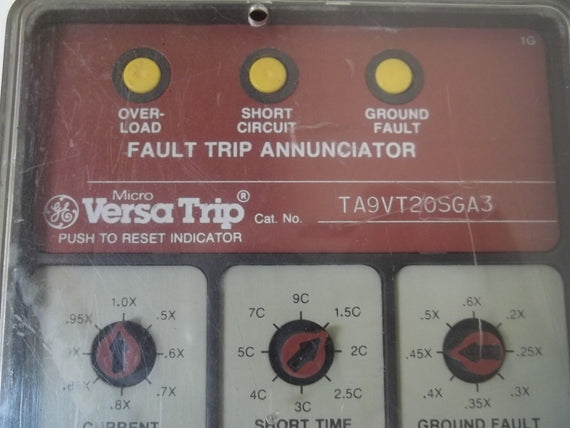 1G
OVER-
LOAD
SHORT
CIRCUIT
GROUND
FAULT
FAULT TRIP ANNUNCIATOR
Micro
GE Versa Trip® Cat. No. TA9VT20SGA3
PUSH TO RESET INDICATOR
1.0X
.95X .5X
.6X
.7X
.8X
CURRENT
9C
7C 1.5C
5C 2C
4C 2.5C
3C
SHORT TIME
.6X
.5X .2X
.45X .25X
.4X .3X
.35X
GROUND FAULT